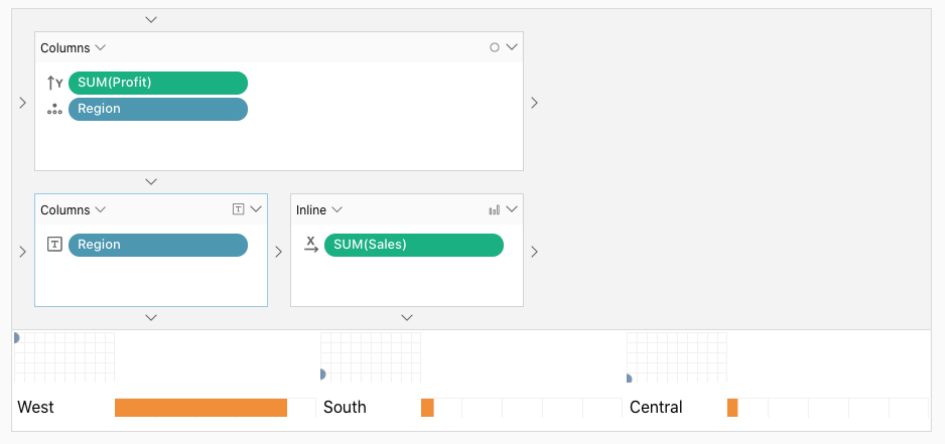 Columns
Y SUM(Profit)
Region
Columns T
Inline
T Region
X SUM(Sales)
West
South
Central